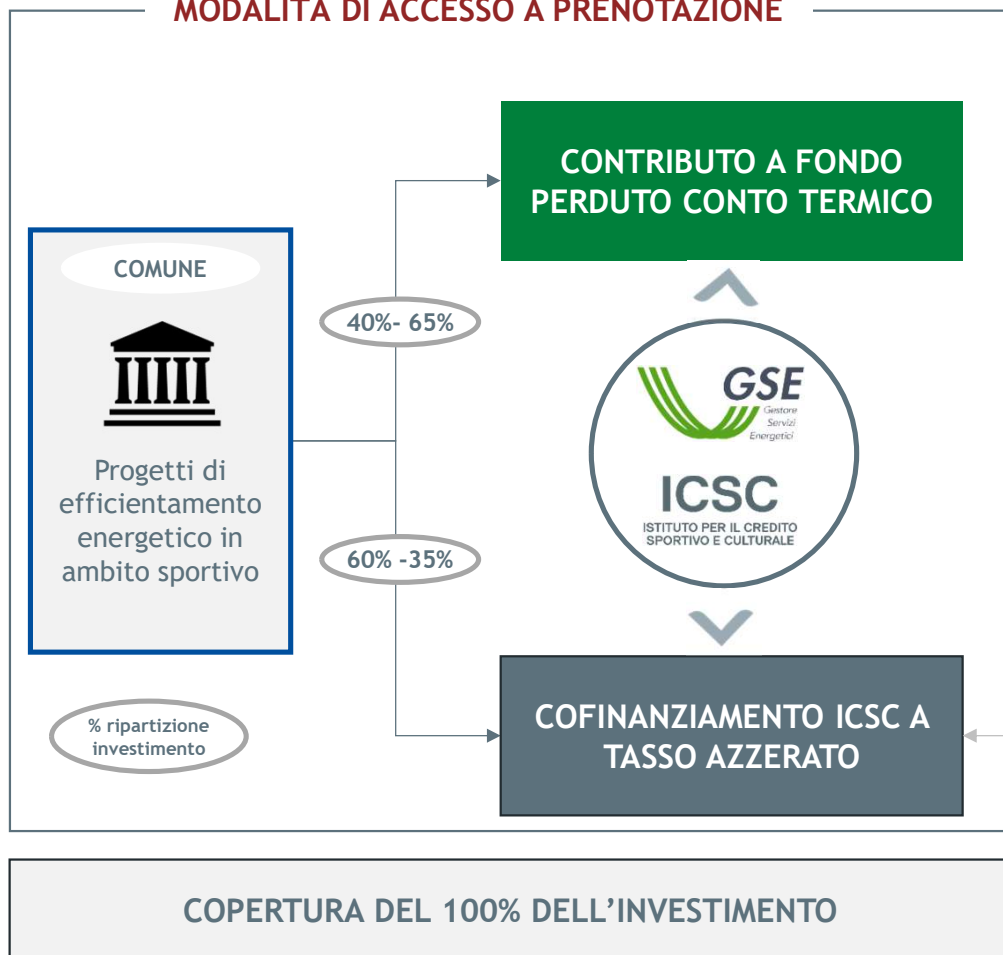 MODALITÀ DI ACCESSO A PRENOTAZIONE
CONTRIBUTO A FONDO
PERDUTO CONTO TERMICO
COMUNE
40%- 65%
GSE
Gestore
Servizi
Energetici
Progetti di
efficientamento
energetico in
ambito sportivo
ICSC
ISTITUTO PER IL CREDITO
SPORTIVO E CULTURALE
60% -35%
% ripartizione
investimento
COFINANZIAMENTO ICSC A
TASSO AZZERATO
COPERTURA DEL 100% DELL’INVESTIMENTO